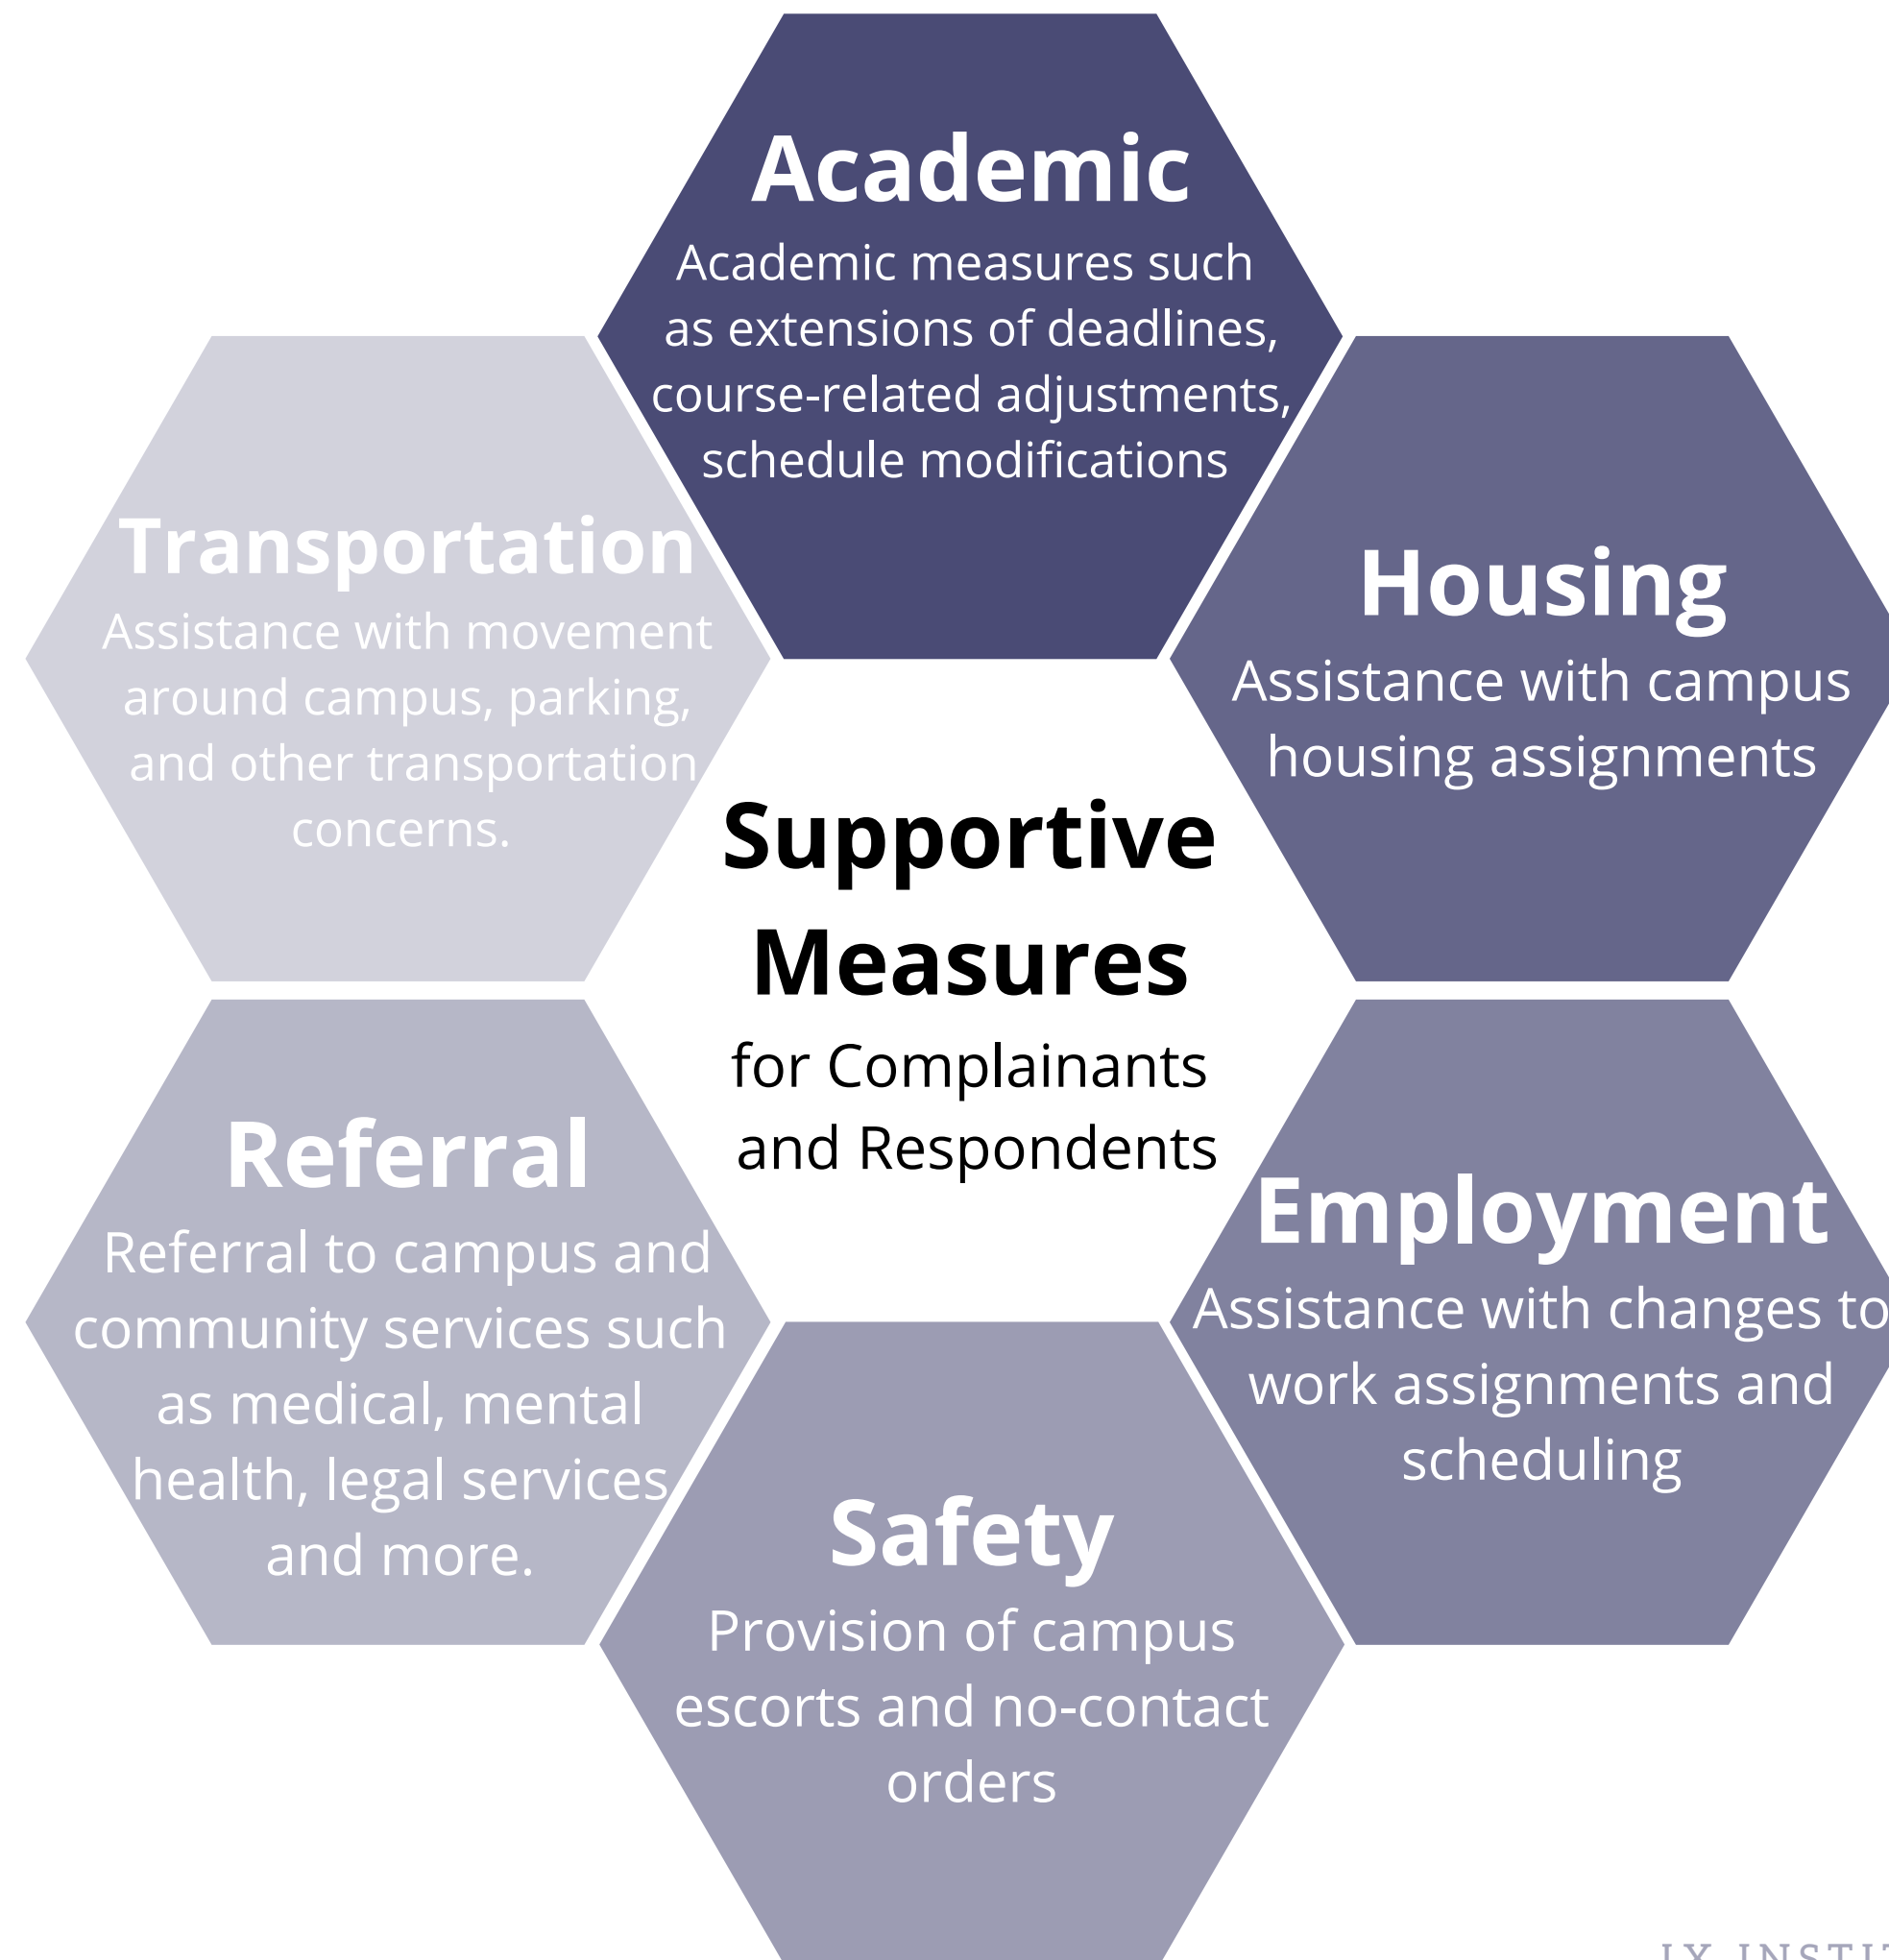 Academic
Academic measures such
as extensions of deadlines,
course-related adjustments,
schedule modifications
Housing
Assistance with campus
housing assignments
Employment
Assistance with changes to
work assignments and
scheduling
Safety
Provision of campus
escorts and no-contact
orders
Referral
Referral to campus and
community services such
as medical, mental
health, legal services
and more.
Transportation
Assistance with movement
around campus, parking,
and other transportation
concerns.
Supportive
Measures
for Complainants
and Respondents